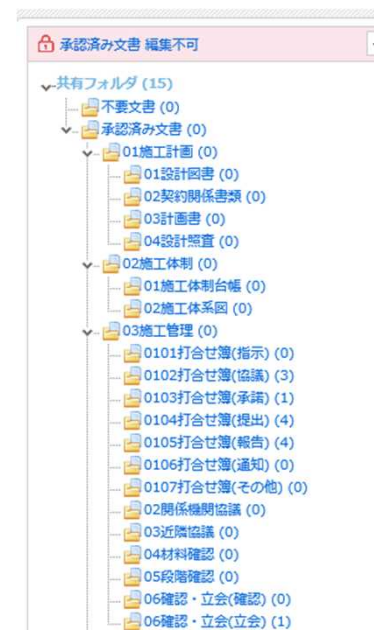 承認済み文書 編集不可
共有フォルダ (15)
不要文書 (0)
承認済み文書 (0)
01施工計画 (0)
01設計図書 (0)
02契約関係書類 (0)
03計画書 (0)
04設計照査 (0)
02施工体制 (0)
01施工体制台帳 (0)
02施工体系図 (0)
03施工管理 (0)
0101打合せ簿(指示) (0)
0102打合せ簿(協議) (3)
0103打合せ簿(承諾) (1)
0104打合せ簿(提出) (4)
0105打合せ簿(報告) (4)
0106打合せ簿(通知) (0)
0107打合せ簿(その他) (0)
02関係機関協議 (0)
03近隣協議 (0)
04材料確認 (0)
05段階確認 (0)
06確認・立会(確認) (0)
06確認・立会(立会) (1)